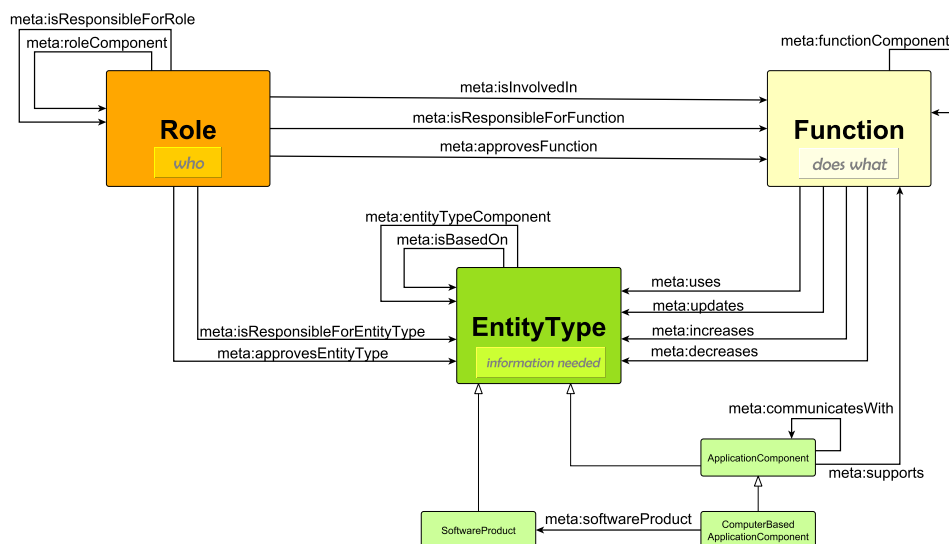 meta:isResponsibleForRole
meta:roleComponent
meta:functionComponent
meta:isInvolvedIn
meta:isResponsibleForFunction
meta:approvesFunction
Role
who
Function
does what
meta:entityTypeComponent
meta:isBasedOn
meta:uses
meta:updates
meta:increases
meta:decreases
EntityType
information needed
meta:isResponsibleForEntityType
meta:approvesEntityType
meta:communicatesWith
ApplicationComponent
meta:supports
meta:softwareProduct
SoftwareProduct
ComputerBased
ApplicationComponent